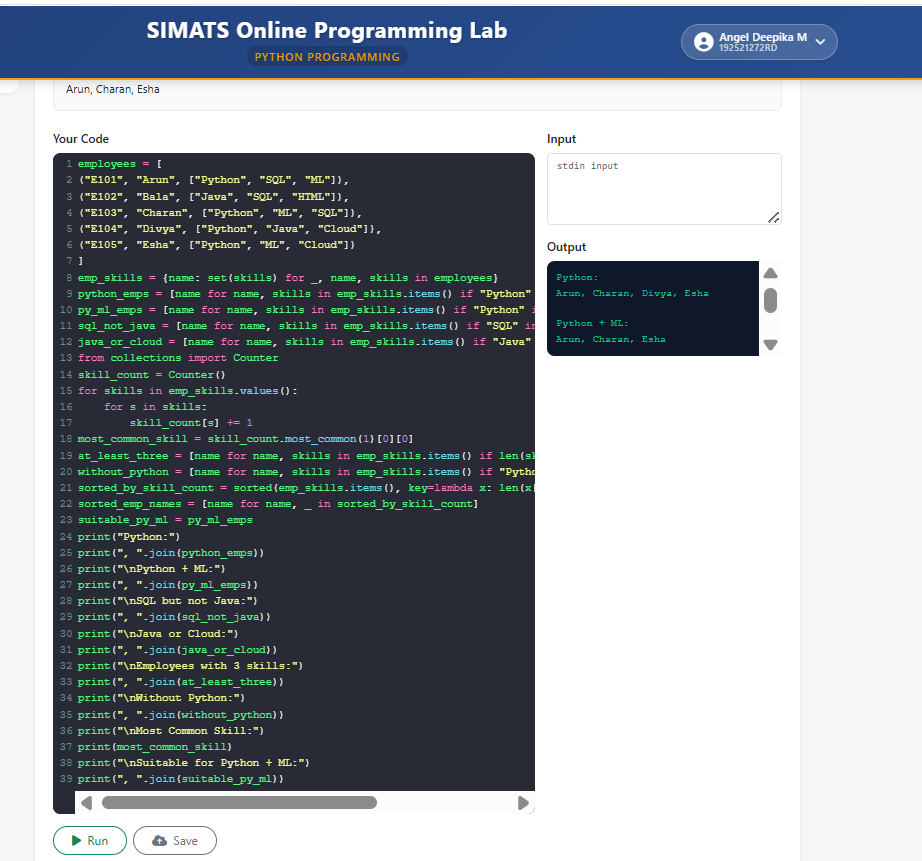 SIMATS Online Programming Lab
PYTHON PROGRAMMING
Angel Deepika M
192521272RD
Arun, Charan, Esha
Your Code
1 employees = [
2 ("E101", "Arun", ["Python", "SQL", "ML"]),
3 ("E102", "Bala", ["Java", "SQL", "HTML"]),
4 ("E103", "Charan", ["Python", "ML", "SQL"]),
5 ("E104", "Divya", ["Python", "Java", "Cloud"]),
6 ("E105", "Esha", ["Python", "ML", "Cloud"])
7 ]
8 emp_skills = {name: set(skills) for _, name, skills in employees}
9 python_emps = [name for name, skills in emp_skills.items() if "Python"
10 py_ml_emps = [name for name, skills in emp_skills.items() if "Python"
11 sql_not_java = [name for name, skills in emp_skills.items() if "SQL" in
12 java_or_cloud = [name for name, skills in emp_skills.items() if "Java"
13 from collections import Counter
14 skill_count = Counter()
15 for skills in emp_skills.values():
16     for s in skills:
17         skill_count[s] += 1
18 most_common_skill = skill_count.most_common(1)[0][0]
19 at_least_three = [name for name, skills in emp_skills.items() if len(sk
20 without_python = [name for name, skills in emp_skills.items() if "Pytho
21 sorted_by_skill_count = sorted(emp_skills.items(), key=lambda x: len(x[
22 sorted_emp_names = [name for name, _ in sorted_by_skill_count]
23 suitable_py_ml = py_ml_emps
24 print("Python:")
25 print(", ".join(python_emps))
26 print("\nPython + ML:")
27 print(", ".join(py_ml_emps))
28 print("\nSQL but not Java:")
29 print(", ".join(sql_not_java))
30 print("\nJava or Cloud:")
31 print(", ".join(java_or_cloud))
32 print("\nEmployees with 3 skills:")
33 print(", ".join(at_least_three))
34 print("\nWithout Python:")
35 print(", ".join(without_python))
36 print("\nMost Common Skill:")
37 print(most_common_skill)
38 print("\nSuitable for Python + ML:")
39 print(", ".join(suitable_py_ml))
Run
Save
Input
stdin input
Output
Python:
Arun, Charan, Divya, Esha
Python + ML:
Arun, Charan, Esha